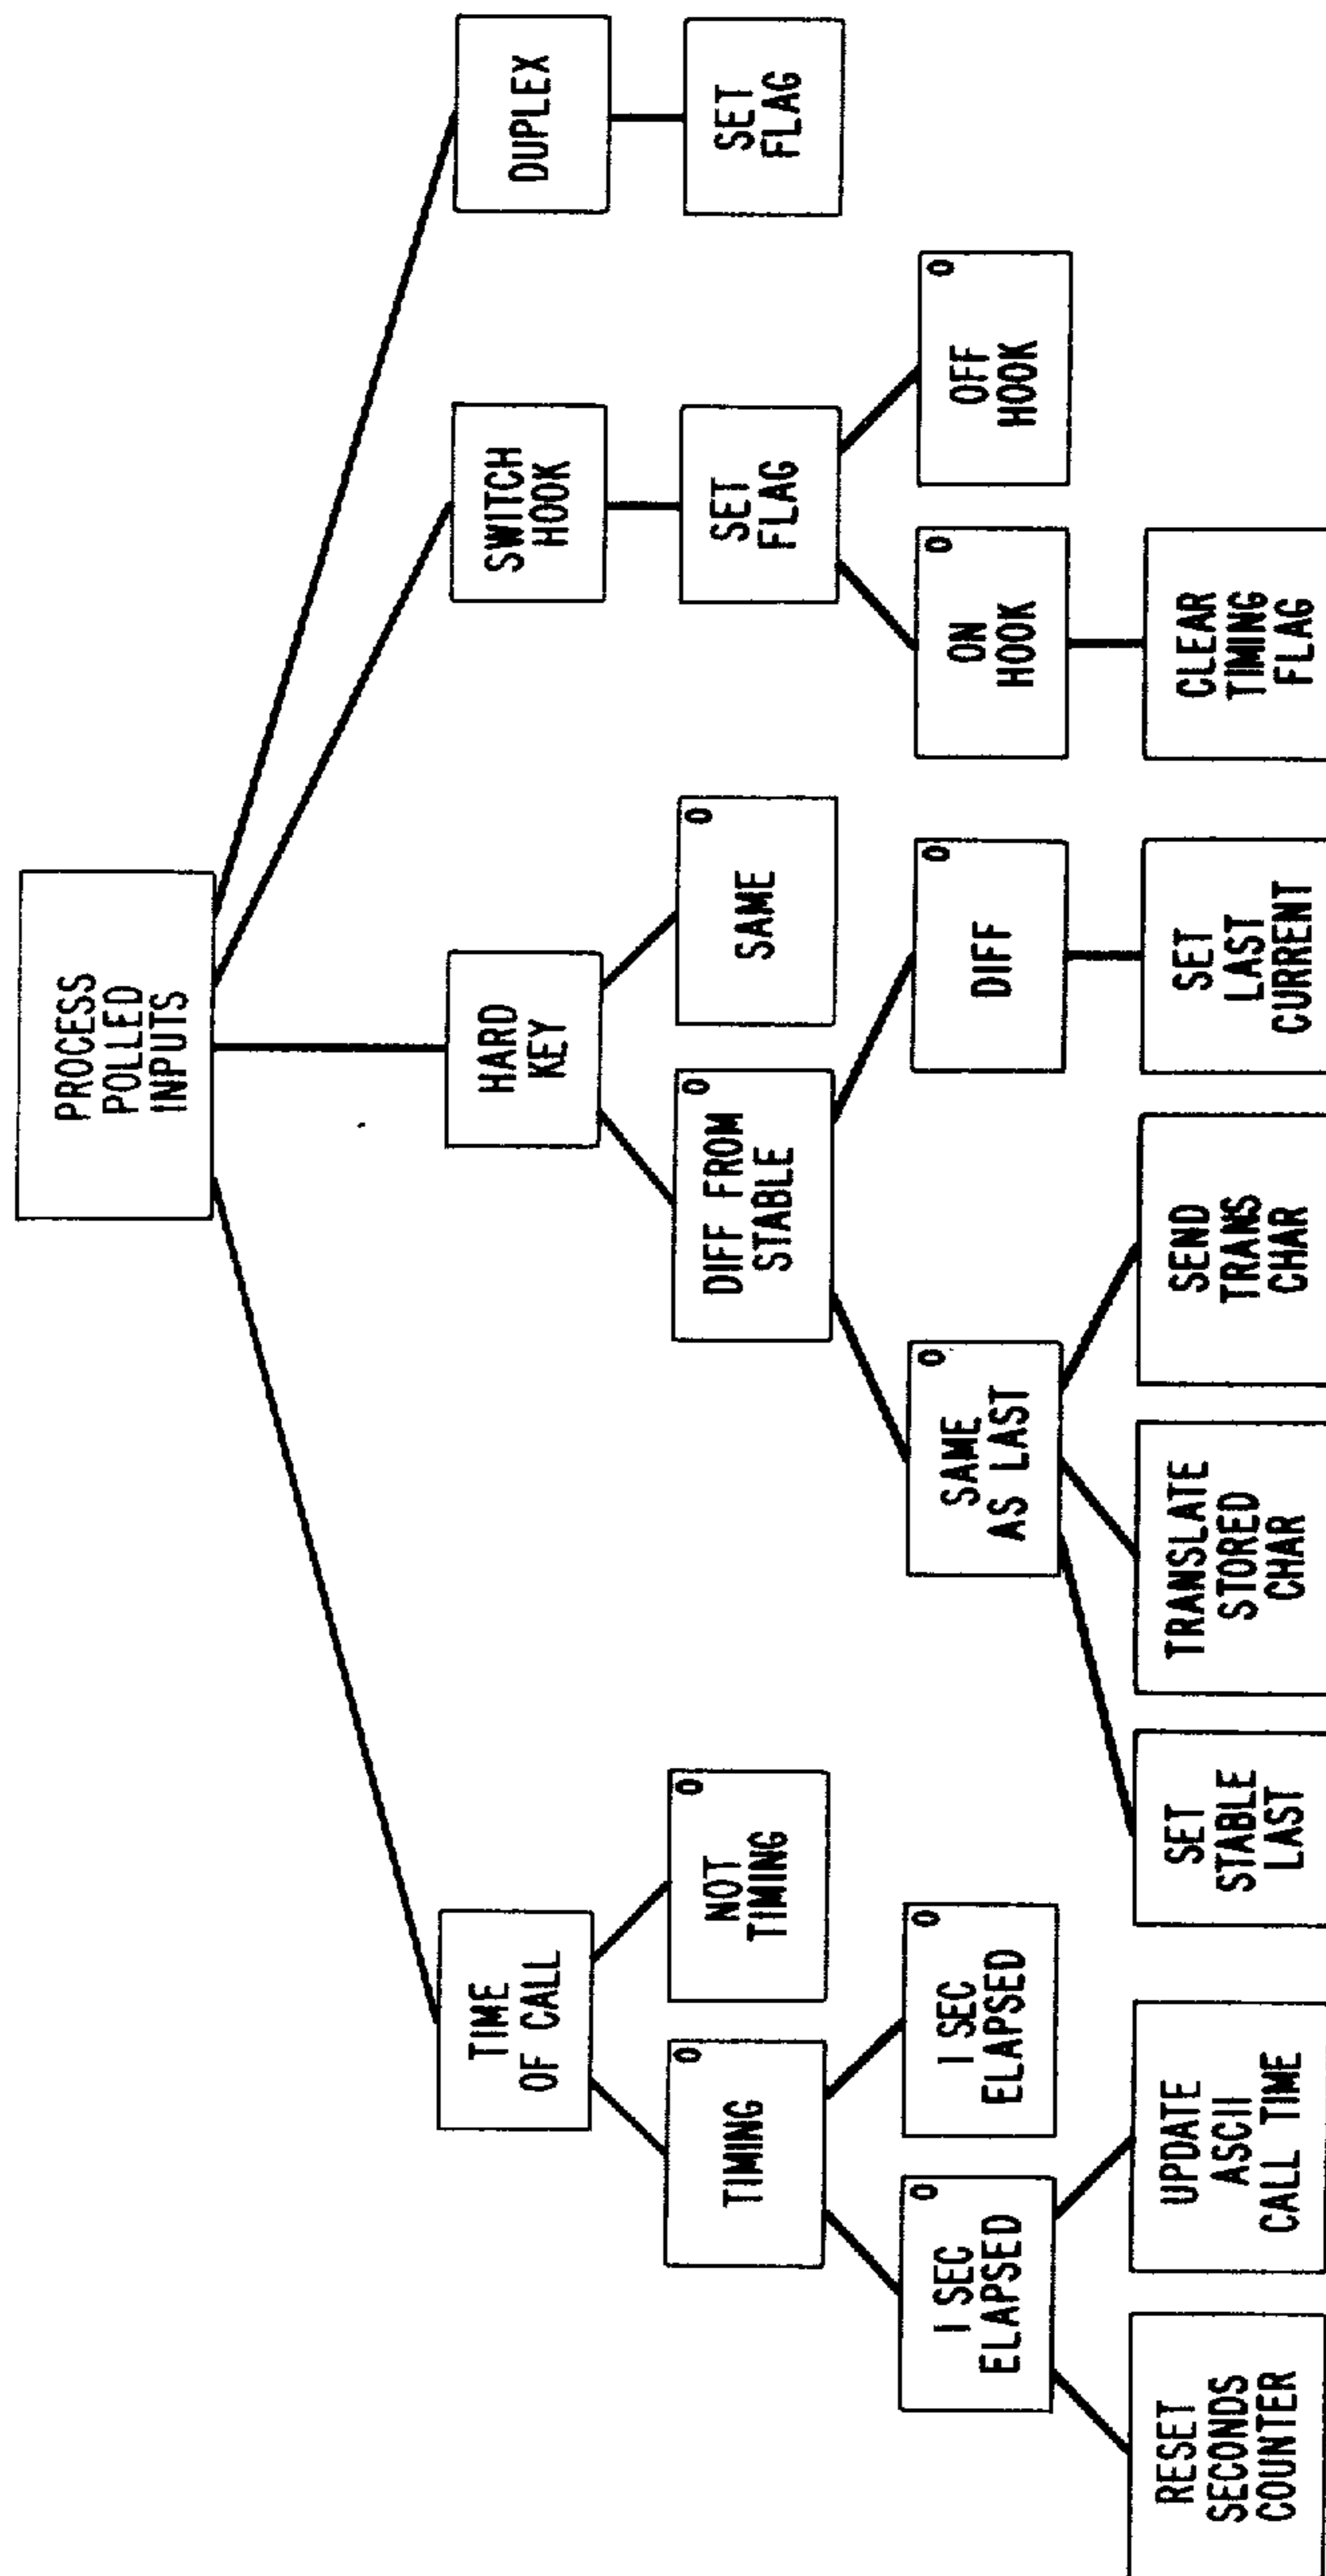 PROCESS
POLLED
INPUTS
TIME
OF CALL
HARD
KEY
SWITCH
HOOK
DUPLEX
TIMING
O
NOT
TIMING
O
DIFF FROM
STABLE
O
SAME
O
SET
FLAG
SET
FLAG
1 SEC
ELAPSED
O
1 SEC
ELAPSED
O
SAME
AS LAST
O
DIFF
O
ON
HOOK
O
OFF
HOOK
O
RESET
SECONDS
COUNTER
UPDATE
ASCII
CALL TIME
SET
STABLE
LAST
TRANSLATE
STORED
CHAR
SEND
TRANS
CHAR
SET
LAST
CURRENT
CLEAR
TIMING
FLAG